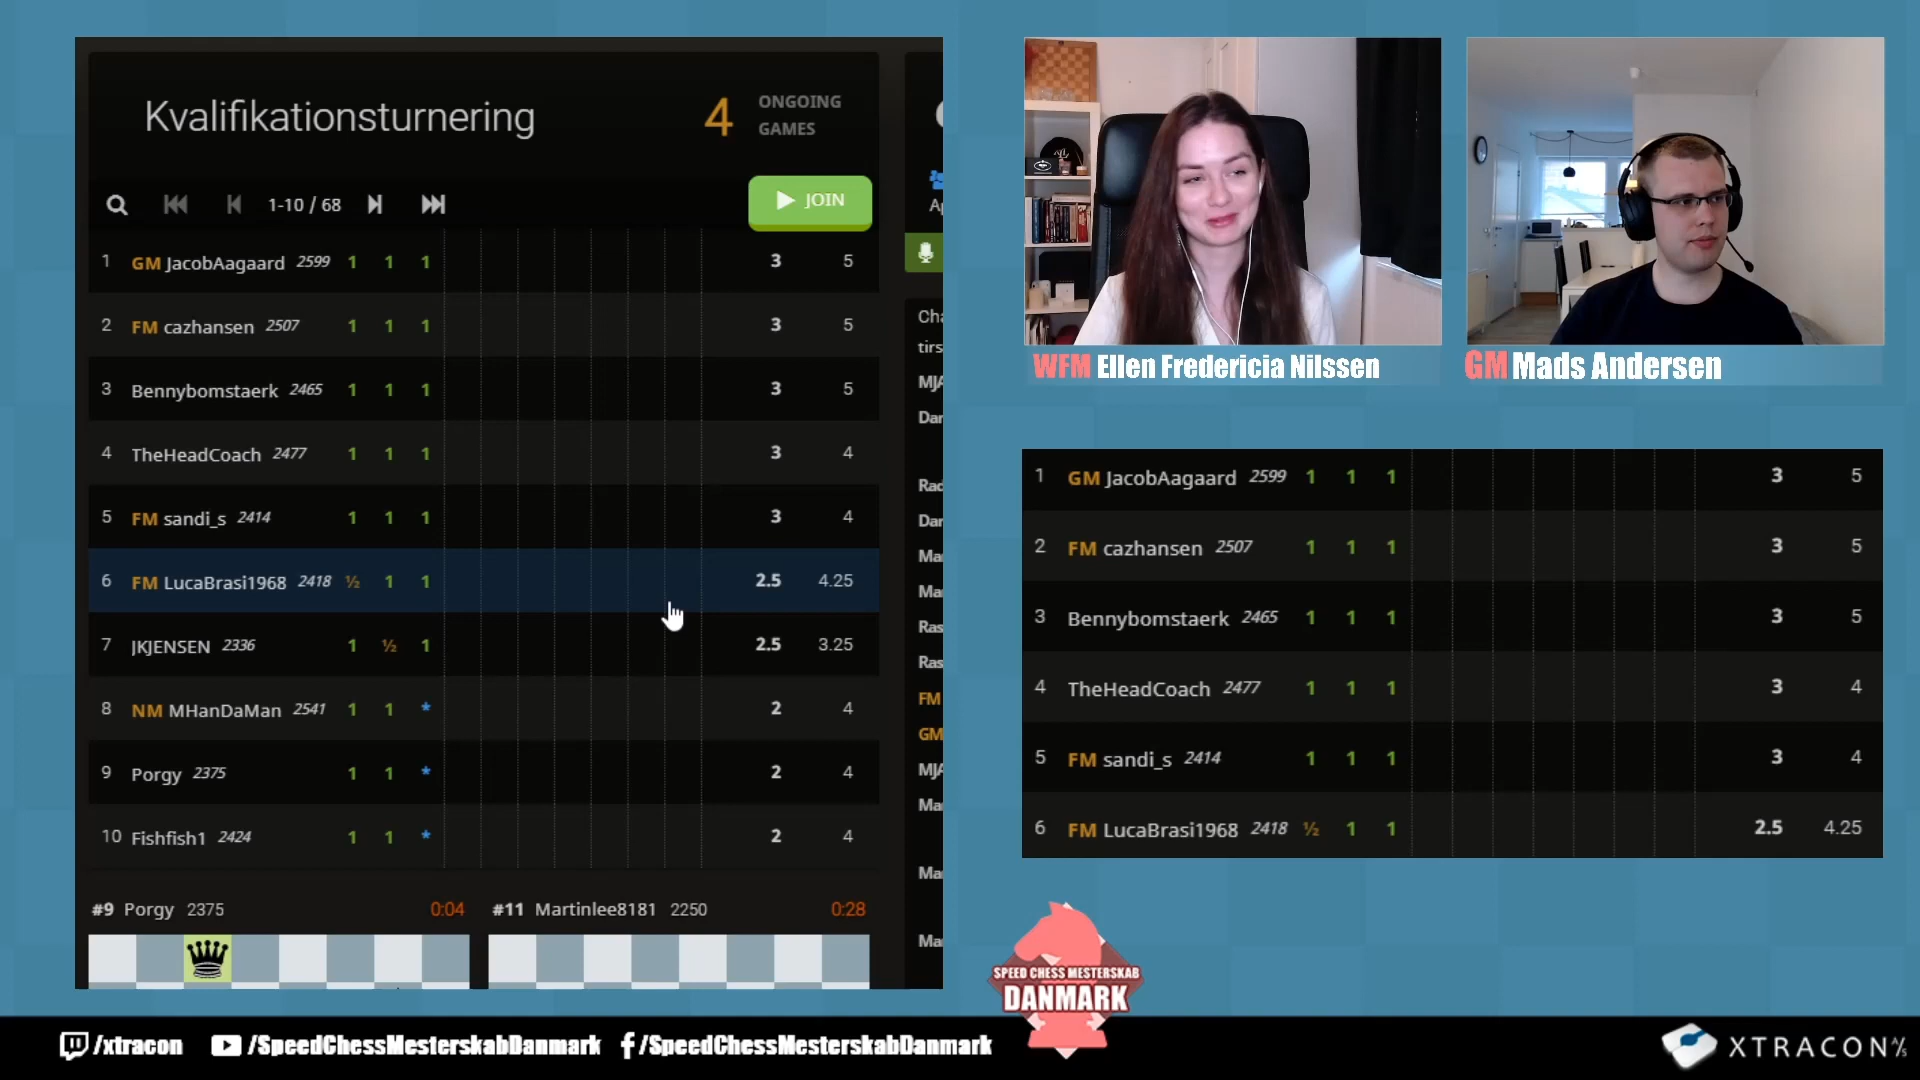 Kvalifikationsturnering
4 ONGOING GAMES
1-10 / 68
JOIN
1 GM JacobAagaard 2599 1 1 1 3 5
2 FM cazhansen 2507 1 1 1 3 5
3 Bennybomstaerk 2465 1 1 1 3 5
4 TheHeadCoach 2477 1 1 1 3 4
5 FM sandi_s 2414 1 1 1 3 4
6 FM LucaBrasi1968 2418 ½ 1 1 2.5 4.25
7 JKJENSEN 2336 1 ½ 1 2.5 3.25
8 NM MHanDaMan 2541 1 1 * 2 4
9 Porgy 2375 1 1 * 2 4
10 Fishfish1 2424 1 1 * 2 4
#9 Porgy 2375 0:04
#11 Martinlee8181 2250 0:28
tirs
MJA
FM
GM
MJA
WFM Ellen Fredericia Nilssen
GM Mads Andersen
1 GM JacobAagaard 2599 1 1 1 3 5
2 FM cazhansen 2507 1 1 1 3 5
3 Bennybomstaerk 2465 1 1 1 3 5
4 TheHeadCoach 2477 1 1 1 3 4
5 FM sandi_s 2414 1 1 1 3 4
6 FM LucaBrasi1968 2418 ½ 1 1 2.5 4.25
SPEED CHESS MESTERSKAB
DANMARK
/xtracon
/SpeedChessMesterskabDanmark
/SpeedChessMesterskabDanmark
XTRACON A/S